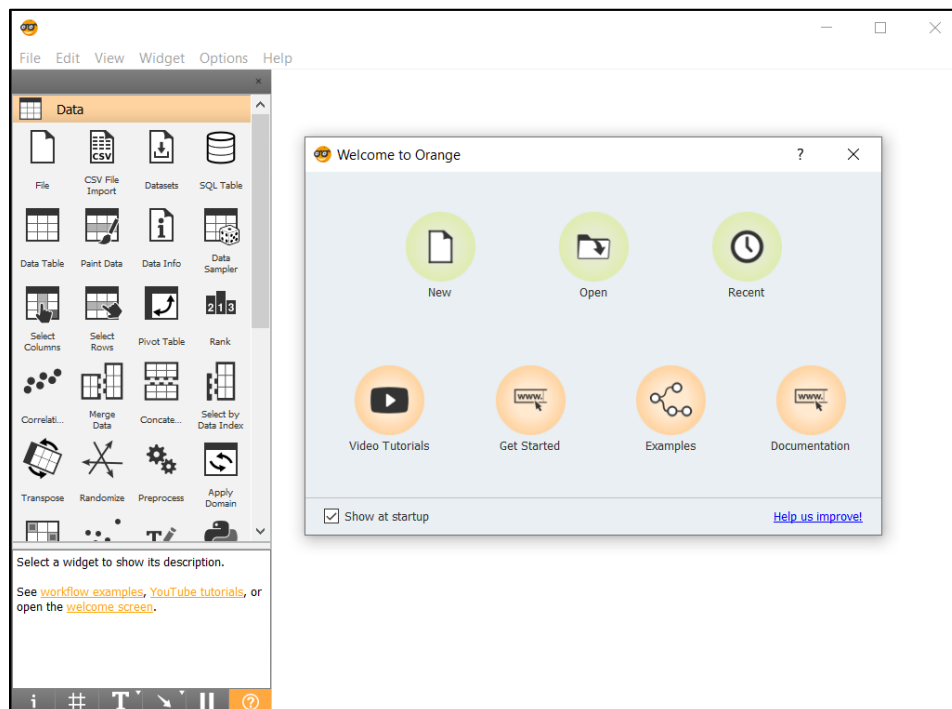 File Edit View Widget Options Help
Data
File
CSV File Import
Datasets
SQL Table
Data Table
Paint Data
Data Info
Data Sampler
Select Columns
Select Rows
Pivot Table
Rank
Correlati...
Merge Data
Concate...
Select by Data Index
Transpose
Randomize
Preprocess
Apply Domain
Select a widget to show its description.
See workflow examples, YouTube tutorials, or
open the welcome screen.
Welcome to Orange
New
Open
Recent
Video Tutorials
Get Started
Examples
Documentation
Show at startup
Help us improve!
CSV
2 1 3
www.
www.